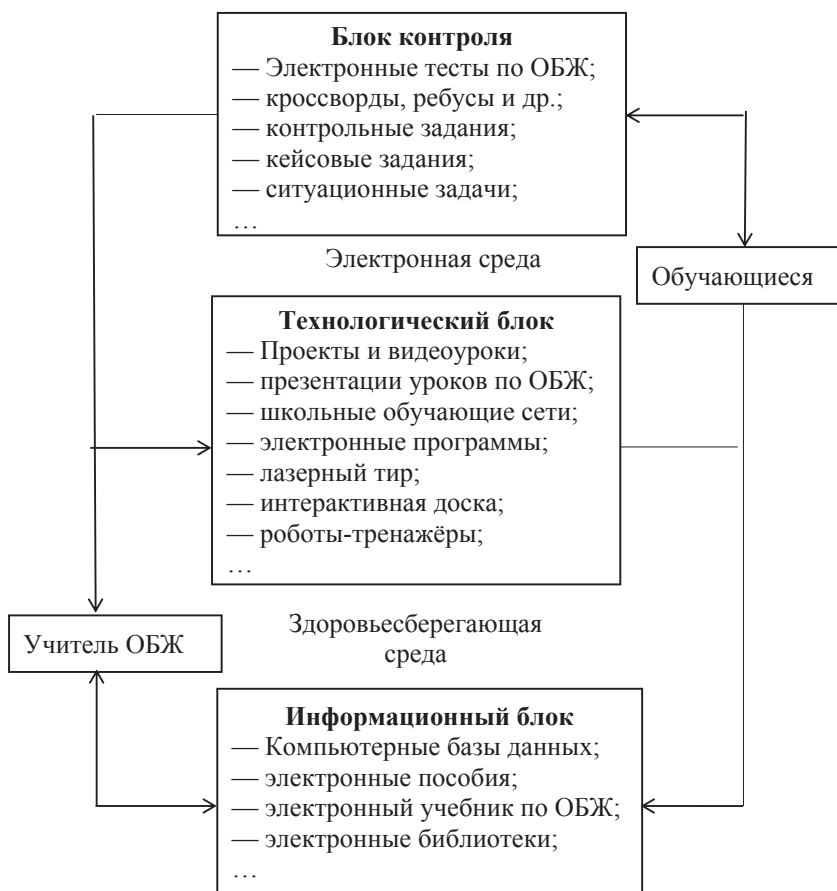 Блок контроля
— Электронные тесты по ОБЖ;
— кроссворды, ребусы и др.;
— контрольные задания;
— кейсовые задания;
— ситуационные задачи;
…
Электронная среда
Обучающиеся
Технологический блок
— Проекты и видеоуроки;
— презентации уроков по ОБЖ;
— школьные обучающие сети;
— электронные программы;
— лазерный тир;
— интерактивная доска;
— роботы-тренажёры;
…
Учитель ОБЖ
Здоровьесберегающая
среда
Информационный блок
— Компьютерные базы данных;
— электронные пособия;
— электронный учебник по ОБЖ;
— электронные библиотеки;
…